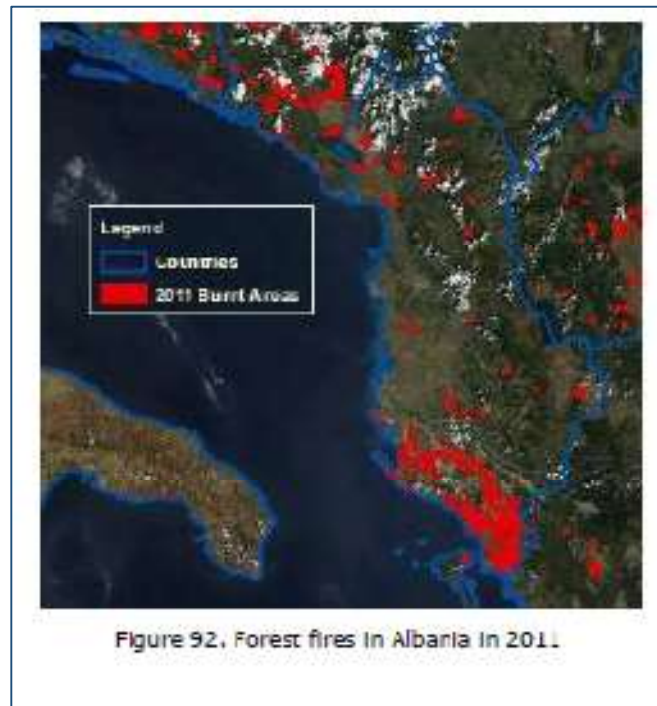 Legend
Countries
2011 Burnt Areas
Figure 92. Forest fires in Albania in 2011